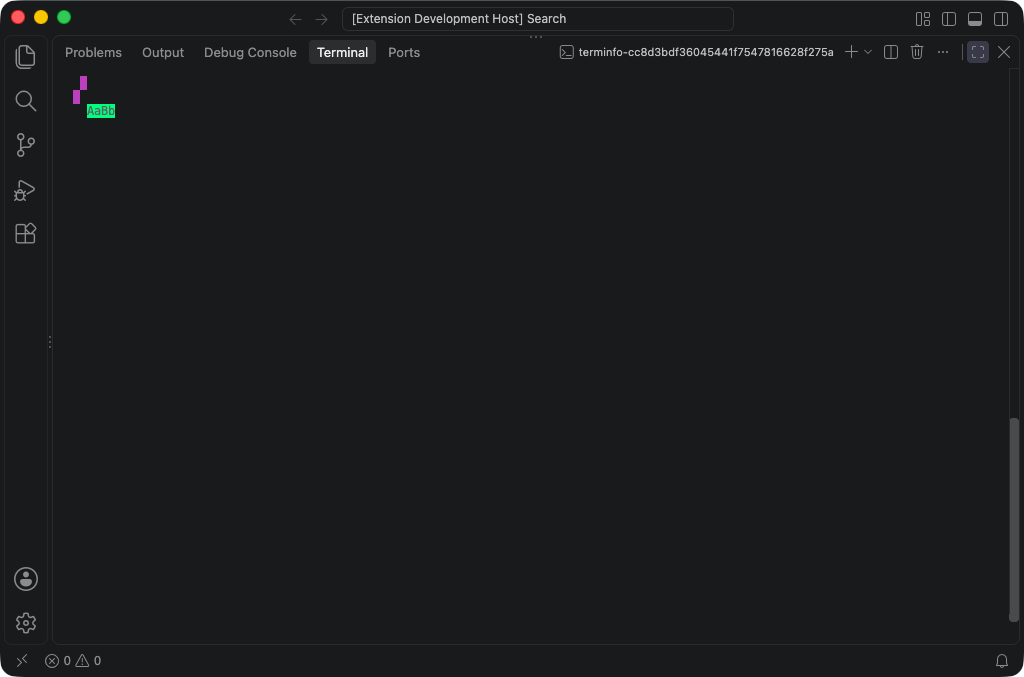 [Extension Development Host] Search
Problems Output Debug Console Terminal Ports terminfo-cc8d3bdf36045441f7547816628f275a
AaBb
0 0